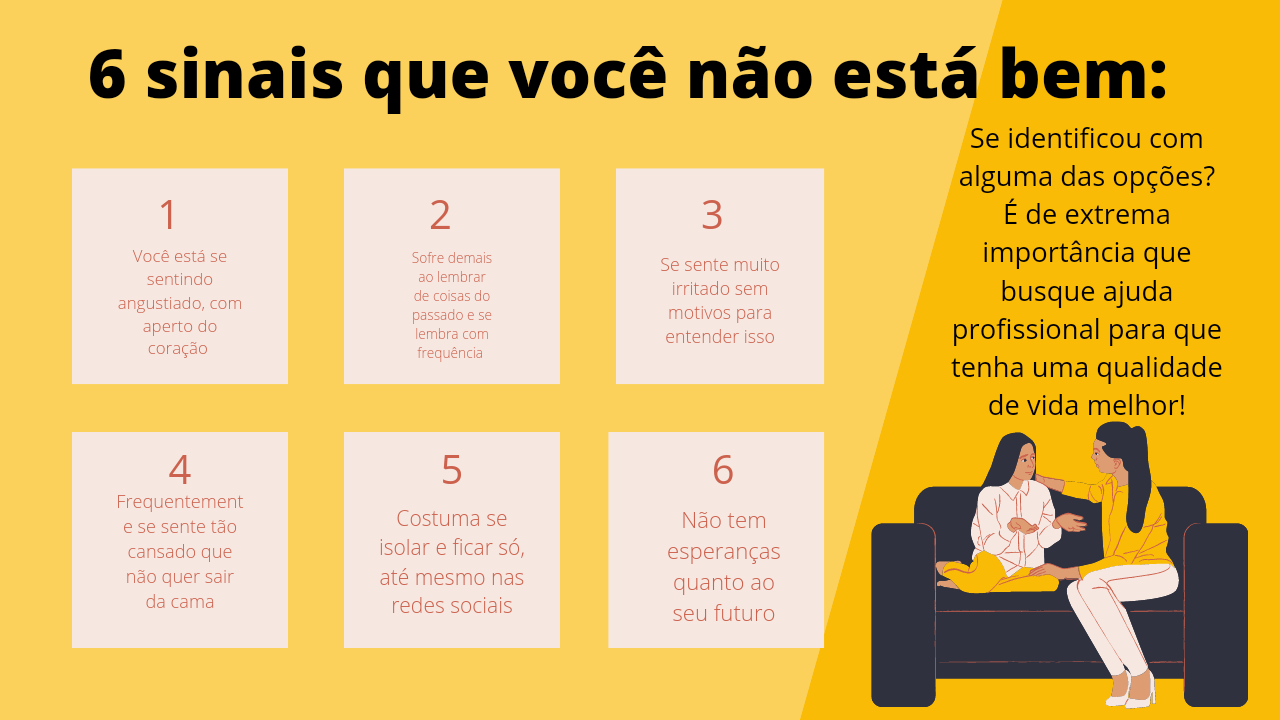 6 sinais que você não está bem:
1
Você está se
sentindo
angustiado, com
aperto do
coração
2
Sofre demais
ao lembrar
de coisas do
passado e se
lembra com
frequência
3
Se sente muito
irritado sem
motivos para
entender isso
4
Frequentement
e se sente tão
cansado que
não quer sair
da cama
5
Costuma se
isolar e ficar só,
até mesmo nas
redes sociais
6
Não tem
esperanças
quanto ao
seu futuro
Se identificou com
alguma das opções?
É de extrema
importância que
busque ajuda
profissional para que
tenha uma qualidade
de vida melhor!